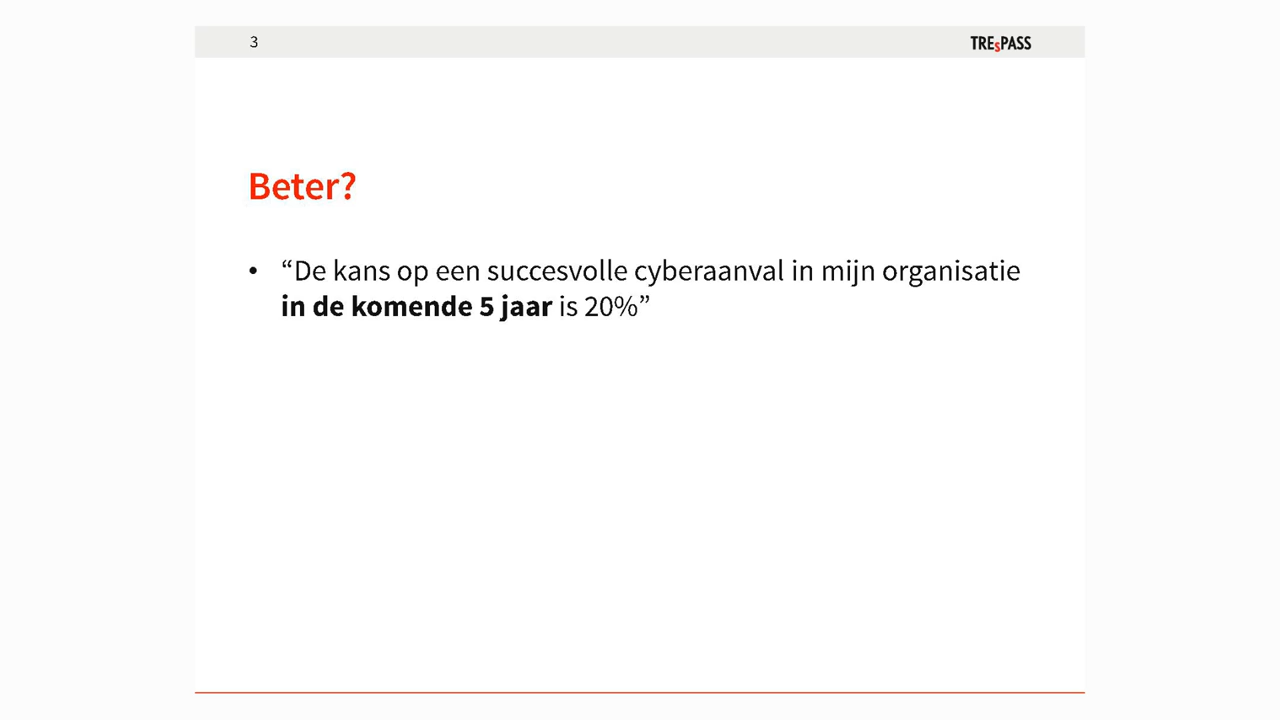 3
TREsPASS
Beter?
• “De kans op een succesvolle cyberaanval in mijn organisatie
in de komende 5 jaar is 20%”